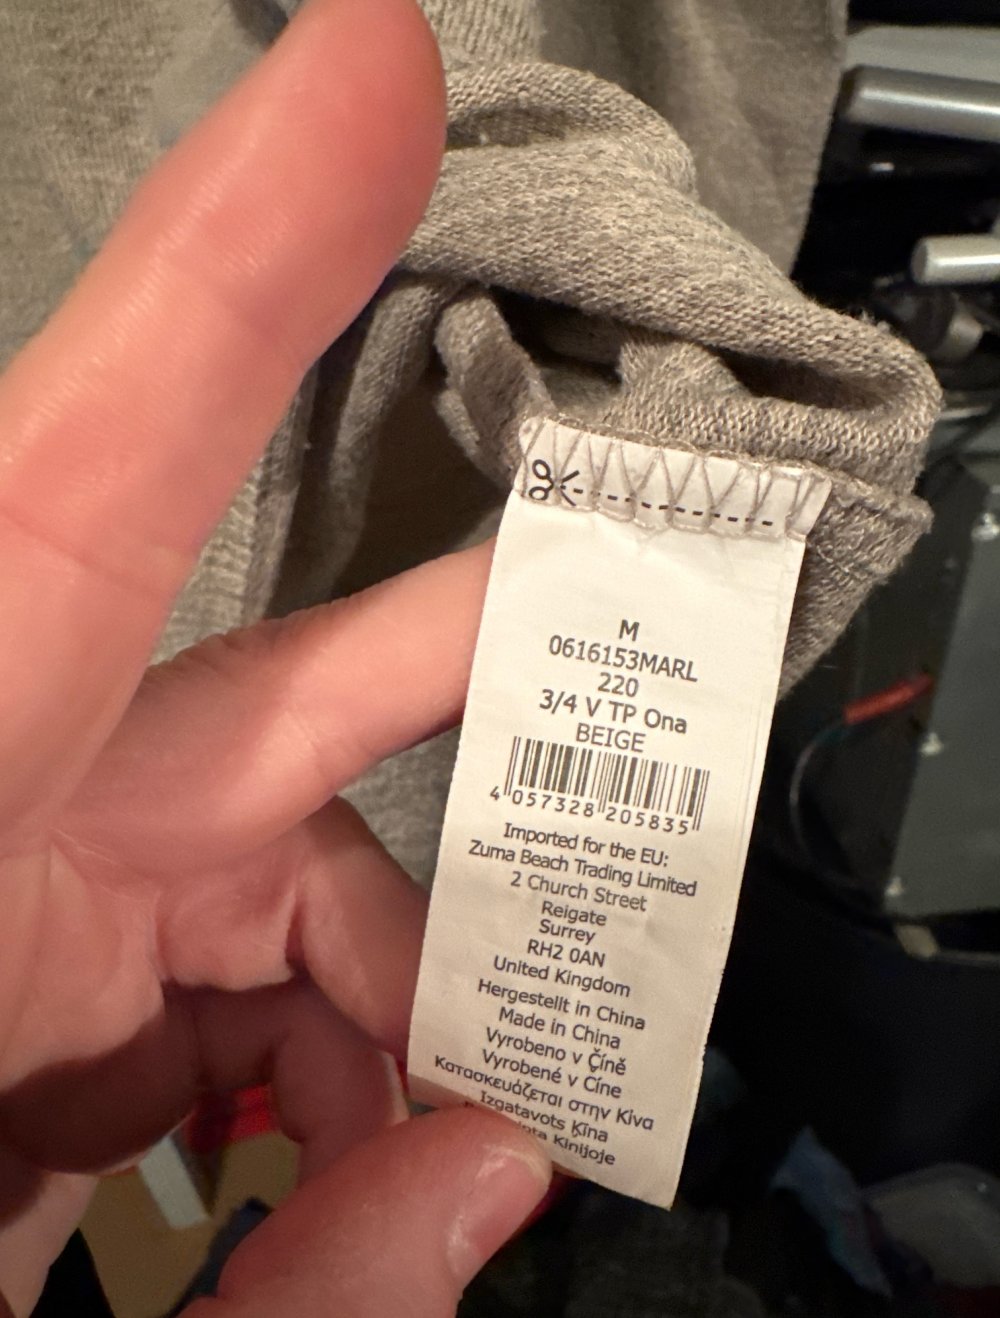 M
0616153MARL
220
3/4 V TP Ona
BEIGE
4 057328 205835
Imported for the EU:
Zuma Beach Trading Limited
2 Church Street
Reigate
Surrey
RH2 0AN
United Kingdom
Hergestellt in China
Made in China
Vyrobeno v Číně
Vyrobené v Číne
Κατασκευάζεται στην Κίνα
Izgatavots Ķīna
Kinijoje